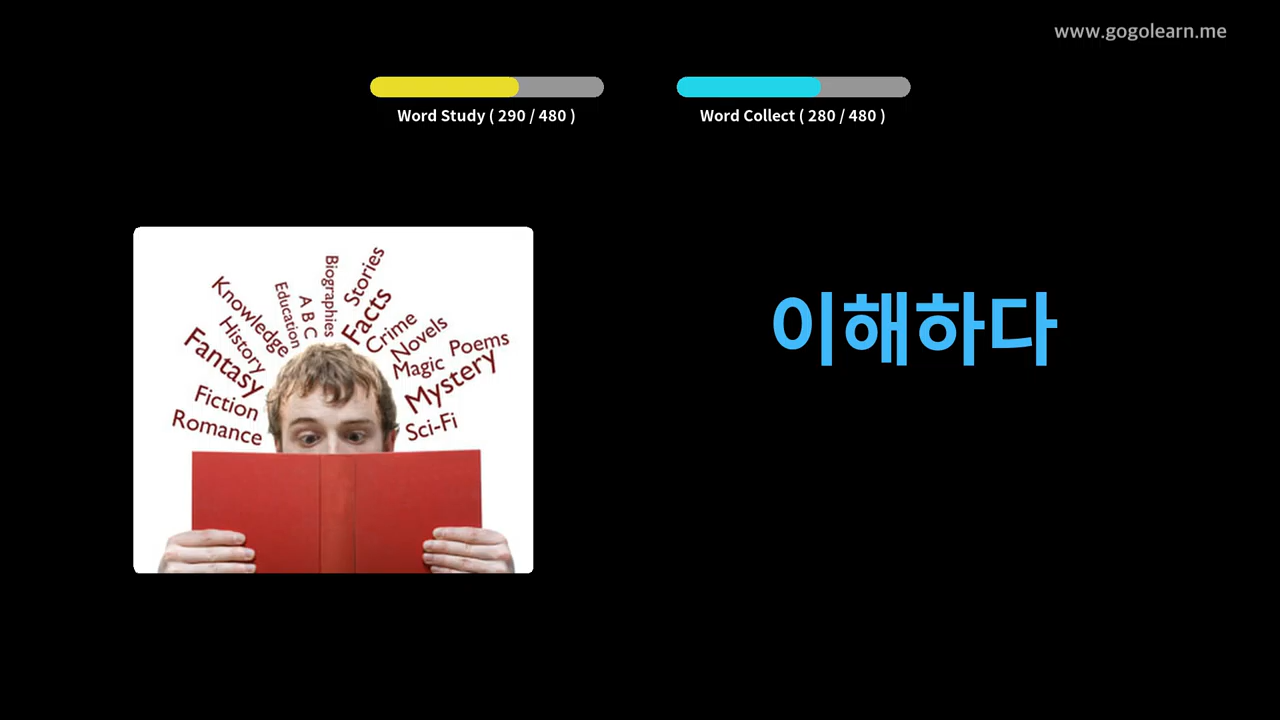 www.gogolearn.me
Word Study ( 290 / 480 )
Word Collect ( 280 / 480 )
Stories
Biographies
Facts
A B C
Education
Knowledge
Crime
Novels
History
Poems
Magic
Fantasy
Mystery
Fiction
Sci-Fi
Romance
이해하다